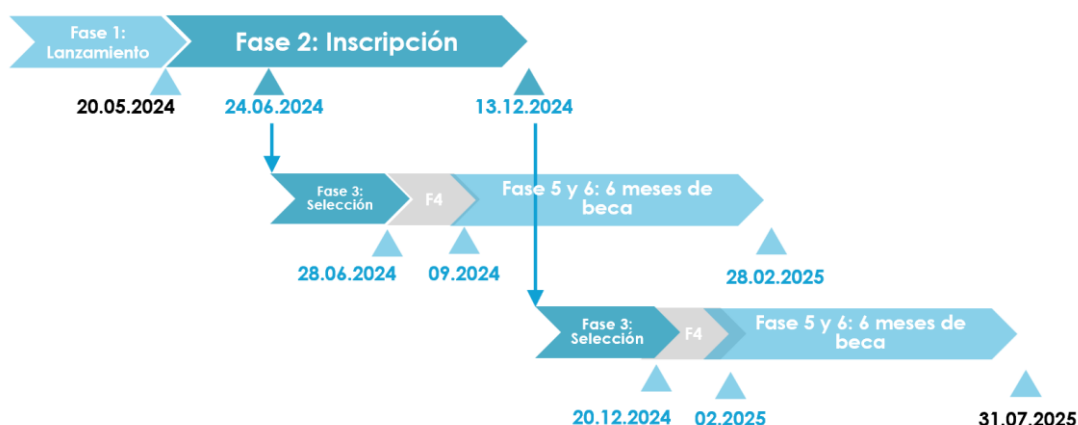 Fase 1:
Lanzamiento
Fase 2: Inscripción
20.05.2024
24.06.2024
13.12.2024
Fase 3:
Selección
F4
Fase 5 y 6: 6 meses de
beca
28.06.2024
09.2024
28.02.2025
Fase 3:
Selección
F4
Fase 5 y 6: 6 meses de
beca
20.12.2024
02.2025
31.07.2025